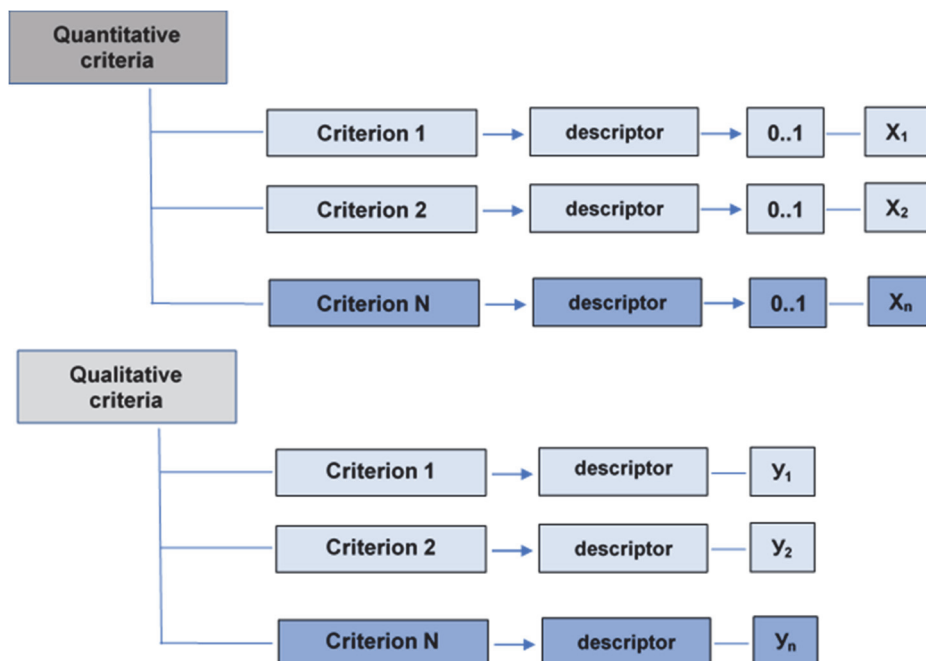 Quantitative
criteria
Criterion 1 descriptor 0..1 X₁
Criterion 2 descriptor 0..1 X₂
Criterion N descriptor 0..1 Xₙ
Qualitative
criteria
Criterion 1 descriptor y₁
Criterion 2 descriptor y₂
Criterion N descriptor yₙ